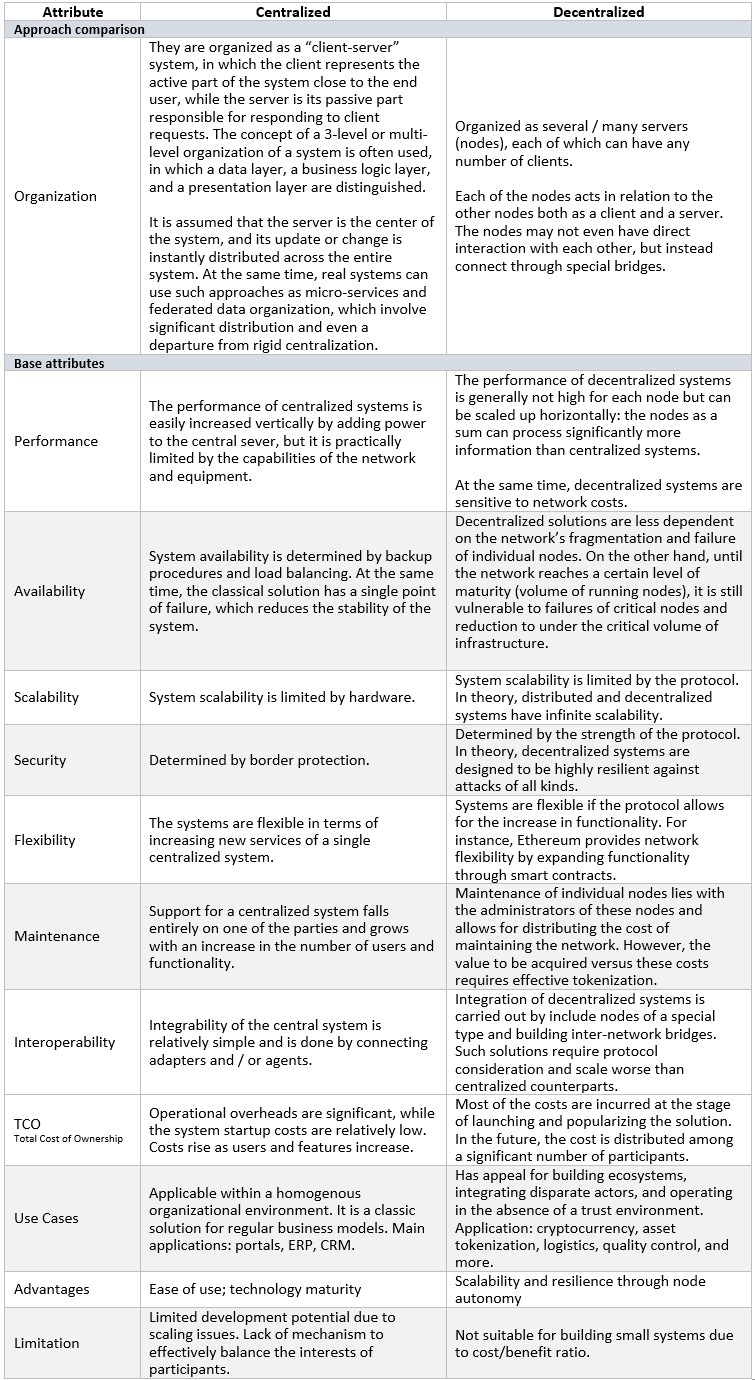 Attribute
Centralized
Decentralized
Approach comparison
Organization
They are organized as a “client-server”
system, in which the client represents the
active part of the system close to the end
user, while the server is its passive part
responsible for responding to client
requests. The concept of a 3-level or multi-
level organization of a system is often used,
in which a data layer, a business logic layer,
and a presentation layer are distinguished.
It is assumed that the server is the center of
the system, and its update or change is
instantly distributed across the entire
system. At the same time, real systems can
use such approaches as micro-services and
federated data organization, which involve
significant distribution and even a
departure from rigid centralization.
Organized as several / many servers
(nodes), each of which can have any
number of clients.
Each of the nodes acts in relation to the
other nodes both as a client and a server.
The nodes may not even have direct
interaction with each other, but instead
connect through special bridges.
Base attributes
Performance
The performance of centralized systems is
easily increased vertically by adding power
to the central sever, but it is practically
limited by the capabilities of the network
and equipment.
The performance of decentralized systems
is generally not high for each node but can
be scaled up horizontally: the nodes as a
sum can process significantly more
information than centralized systems.
At the same time, decentralized systems are
sensitive to network costs.
Availability
System availability is determined by backup
procedures and load balancing. At the same
time, the classical solution has a single point
of failure, which reduces the stability of the
system.
Decentralized solutions are less dependent
on the network’s fragmentation and failure
of individual nodes. On the other hand, until
the network reaches a certain level of
maturity (volume of running nodes), it is still
vulnerable to failures of critical nodes and
reduction to under the critical volume of
infrastructure.
Scalability
System scalability is limited by hardware.
System scalability is limited by the protocol.
In theory, distributed and decentralized
systems have infinite scalability.
Security
Determined by border protection.
Determined by the strength of the protocol.
In theory, decentralized systems are
designed to be highly resilient against
attacks of all kinds.
Flexibility
The systems are flexible in terms of
increasing new services of a single
centralized system.
Systems are flexible if the protocol allows
for the increase in functionality. For
instance, Ethereum provides network
flexibility by expanding functionality
through smart contracts.
Maintenance
Support for a centralized system falls
entirely on one of the parties and grows
with an increase in the number of users and
functionality.
Maintenance of individual nodes lies with
the administrators of these nodes and
allows for distributing the cost of
maintaining the network. However, the
value to be acquired versus these costs
requires effective tokenization.
Interoperability
Integrability of the central system is
relatively simple and is done by connecting
adapters and / or agents.
Integration of decentralized systems is
carried out by include nodes of a special
type and building inter-network bridges.
Such solutions require protocol
consideration and scale worse than
centralized counterparts.
TCO
Total Cost of Ownership
Operational overheads are significant, while
the system startup costs are relatively low.
Costs rise as users and features increase.
Most of the costs are incurred at the stage
of launching and popularizing the solution.
In the future, the cost is distributed among
a significant number of participants.
Use Cases
Applicable within a homogenous
organizational environment. It is a classic
solution for regular business models. Main
applications: portals, ERP, CRM.
Has appeal for building ecosystems,
integrating disparate actors, and operating
in the absence of a trust environment.
Application: cryptocurrency, asset
tokenization, logistics, quality control, and
more.
Advantages
Ease of use; technology maturity
Scalability and resilience through node
autonomy
Limitation
Limited development potential due to
scaling issues. Lack of mechanism to
effectively balance the interests of
participants.
Not suitable for building small systems due
to cost/benefit ratio.